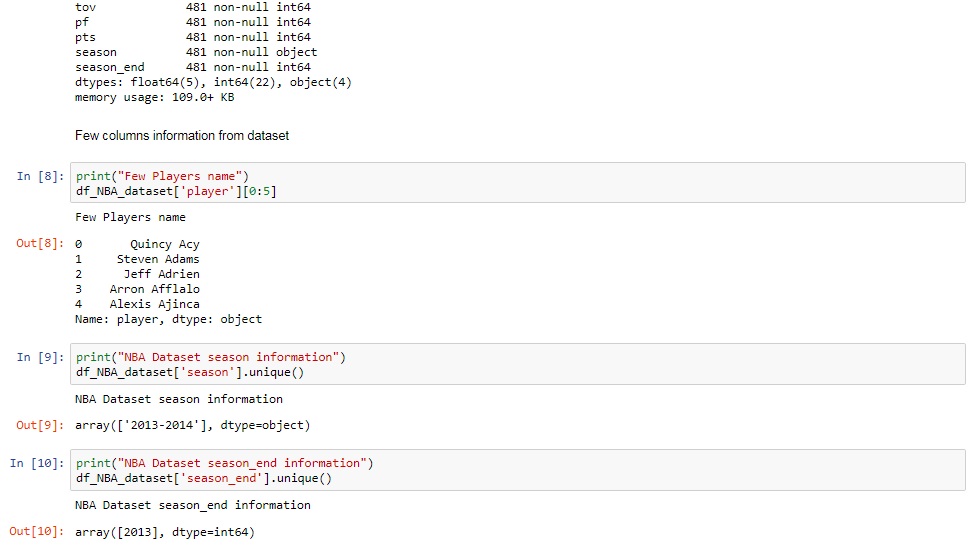 tov 481 non-null int64
pf 481 non-null int64
pts 481 non-null int64
season 481 non-null object
season_end 481 non-null int64
dtypes: float64(5), int64(22), object(4)
memory usage: 109.0+ KB
Few columns information from dataset
In [8]: print("Few Players name")
df_NBA_dataset['player'][0:5]
Few Players name
Out[8]: 0 Quincy Acy
1 Steven Adams
2 Jeff Adrien
3 Arron Afflalo
4 Alexis Ajinca
Name: player, dtype: object
In [9]: print("NBA Dataset season information")
df_NBA_dataset['season'].unique()
NBA Dataset season information
Out[9]: array(['2013-2014'], dtype=object)
In [10]: print("NBA Dataset season_end information")
df_NBA_dataset['season_end'].unique()
NBA Dataset season_end information
Out[10]: array([2013], dtype=int64)